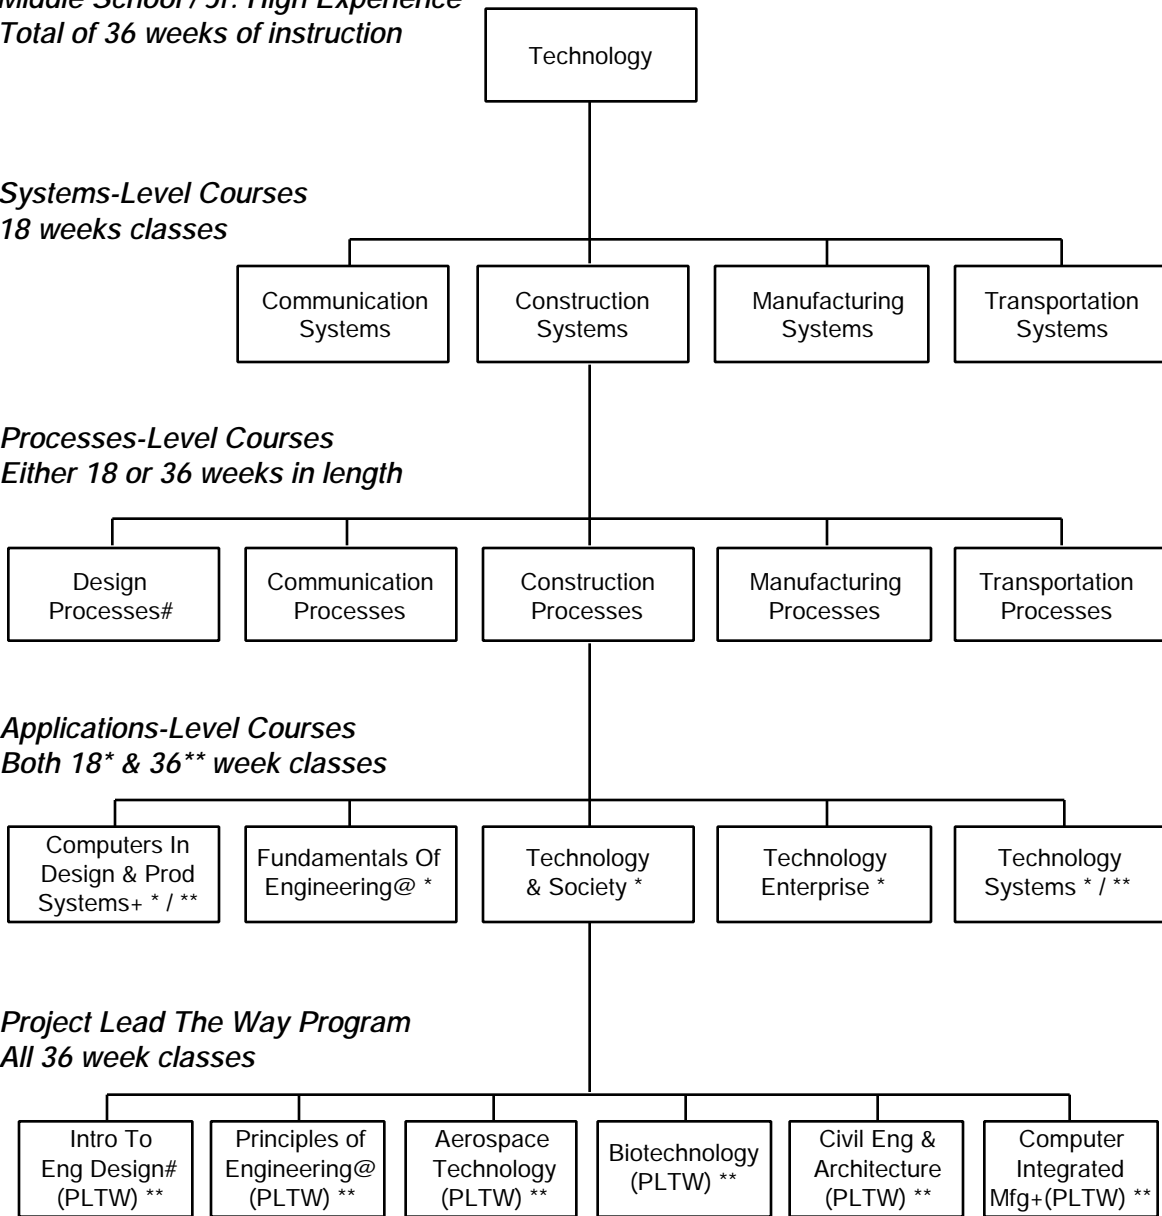 Middle School / Jr. High Experience
Total of 36 weeks of instruction
Technology
Systems-Level Courses
18 weeks classes
Communication
Systems
Construction
Systems
Manufacturing
Systems
Transportation
Systems
Processes-Level Courses
Either 18 or 36 weeks in length
Design
Processes#
Communication
Processes
Construction
Processes
Manufacturing
Processes
Transportation
Processes
Applications-Level Courses
Both 18* & 36** week classes
Computers In
Design & Prod
Systems+ * / **
Fundamentals Of
Engineering@ *
Technology
& Society *
Technology
Enterprise *
Technology
Systems * / **
Project Lead The Way Program
All 36 week classes
Intro To
Eng Design#
(PLTW) **
Principles of
Engineering@
(PLTW) **
Aerospace
Technology
(PLTW) **
Biotechnology
(PLTW) **
Civil Eng &
Architecture
(PLTW) **
Computer
Integrated
Mfg+(PLTW) **